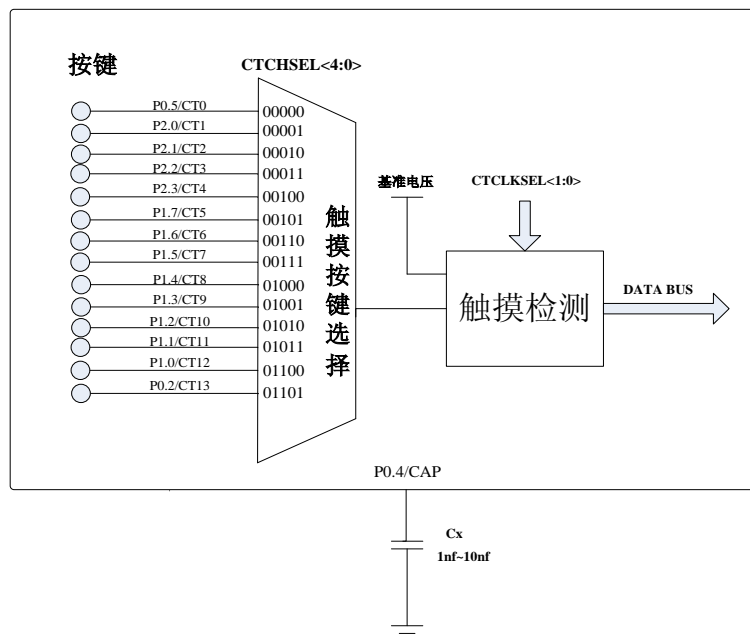 按键
CTCHSEL<4:0>
P0.5/CT0
00000
P2.0/CT1
00001
P2.1/CT2
00010
P2.2/CT3
00011
P2.3/CT4
00100
P1.7/CT5
00101
P1.6/CT6
00110
P1.5/CT7
00111
P1.4/CT8
01000
P1.3/CT9
01001
P1.2/CT10
01010
P1.1/CT11
01011
P1.0/CT12
01100
P0.2/CT13
01101
触摸按键选择
基准电压
CTCLKSEL<1:0>
触摸检测
DATA BUS
P0.4/CAP
Cx
1nf~10nf